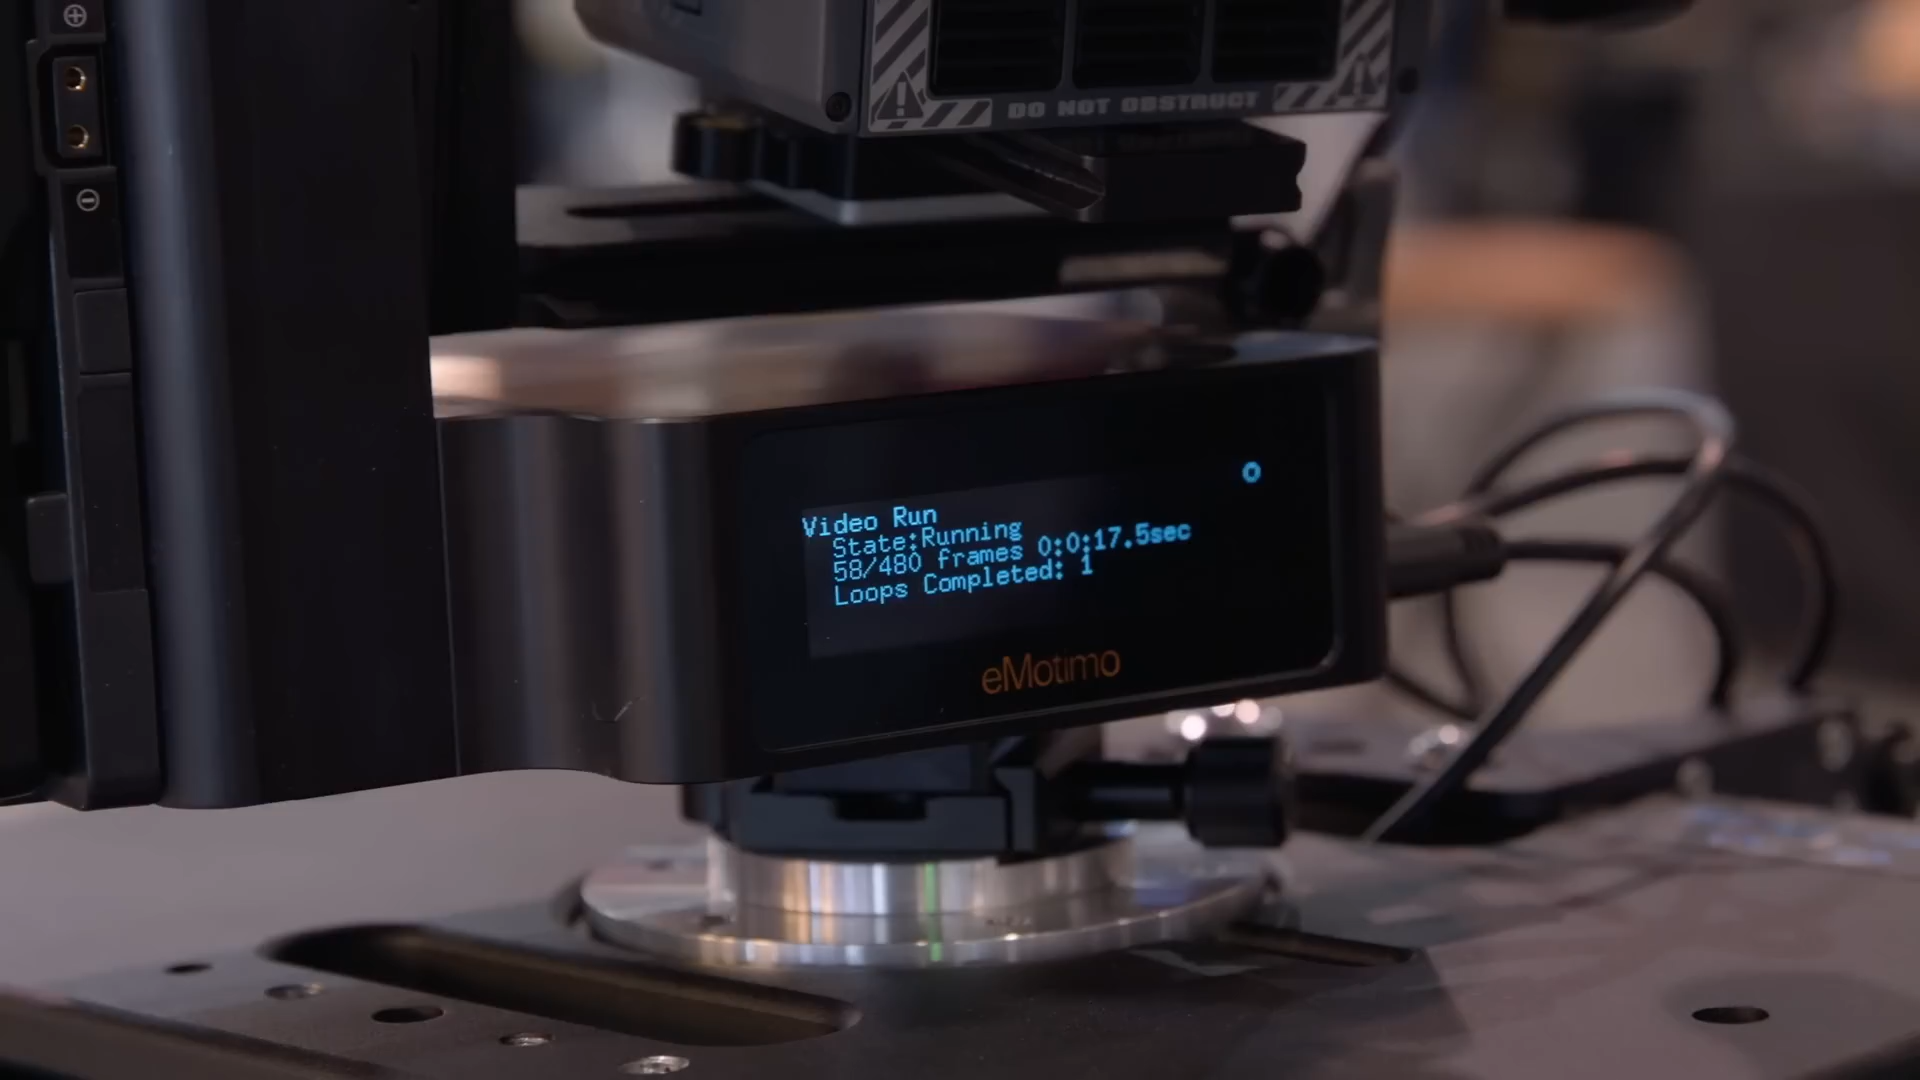 DO NOT OBSTRUCT
Video Run
State:Running
58/480 frames 0:0:17.5sec
Loops Completed: 1
eMotimo